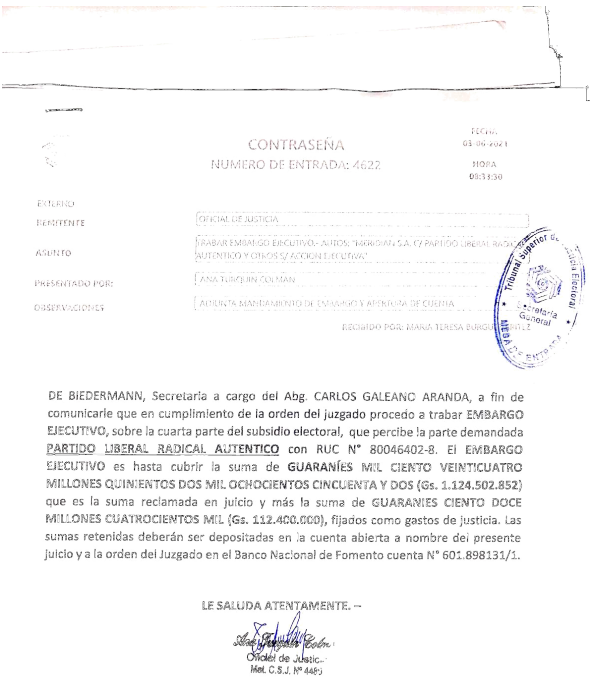 CONTRASEÑA
NUMERO DE ENTRADA: 4622
FECHA
HORA
EXTERNO
REMITENTE
OFICIAL DE JUSTICIA
ASUNTO
TRABAR EMBARGO EJECUTIVO.- AUTOS: "MERIDIAN S.A. C/ PARTIDO LIBERAL RADICAL
AUTENTICO Y OTROS S/ ACCION EJECUTIVA"
PRESENTADO POR:
ANA TURQUIN COLMAN
OBSERVACIONES
ADJUNTA MANDAMIENTO DE EMBARGO Y APERTURA DE CUENTA
RECIBIDO POR: MARIA TERESA
Tribunal Superior de Justicia Electoral
Secretaría
General
MESA DE ENTRADA
DE BIEDERMANN, Secretaria a cargo del Abg. CARLOS GALEANO ARANDA, a fin de
comunicarle que en cumplimiento de la orden del juzgado procedo a trabar EMBARGO
EJECUTIVO, sobre la cuarta parte del subsidio electoral, que percibe la parte demandada
PARTIDO LIBERAL RADICAL AUTENTICO con RUC N° 80046402-8. El EMBARGO
EJECUTIVO es hasta cubrir la suma de GUARANÍES MIL CIENTO VEINTICUATRO
MILLONES QUINIENTOS DOS MIL OCHOCIENTOS CINCUENTA Y DOS (Gs. 1.124.502.852)
que es la suma reclamada en juicio y más la suma de GUARANIES CIENTO DOCE
MILLONES CUATROCIENTOS MIL (Gs. 112.400.000), fijados como gastos de justicia. Las
sumas retenidas deberán ser depositadas en la cuenta abierta a nombre del presente
juicio y a la orden del Juzgado en el Banco Nacional de Fomento cuenta N° 601.898131/1.
LE SALUDA ATENTAMENTE. –
Oficial de Justic
Mat. C.S.J. N°